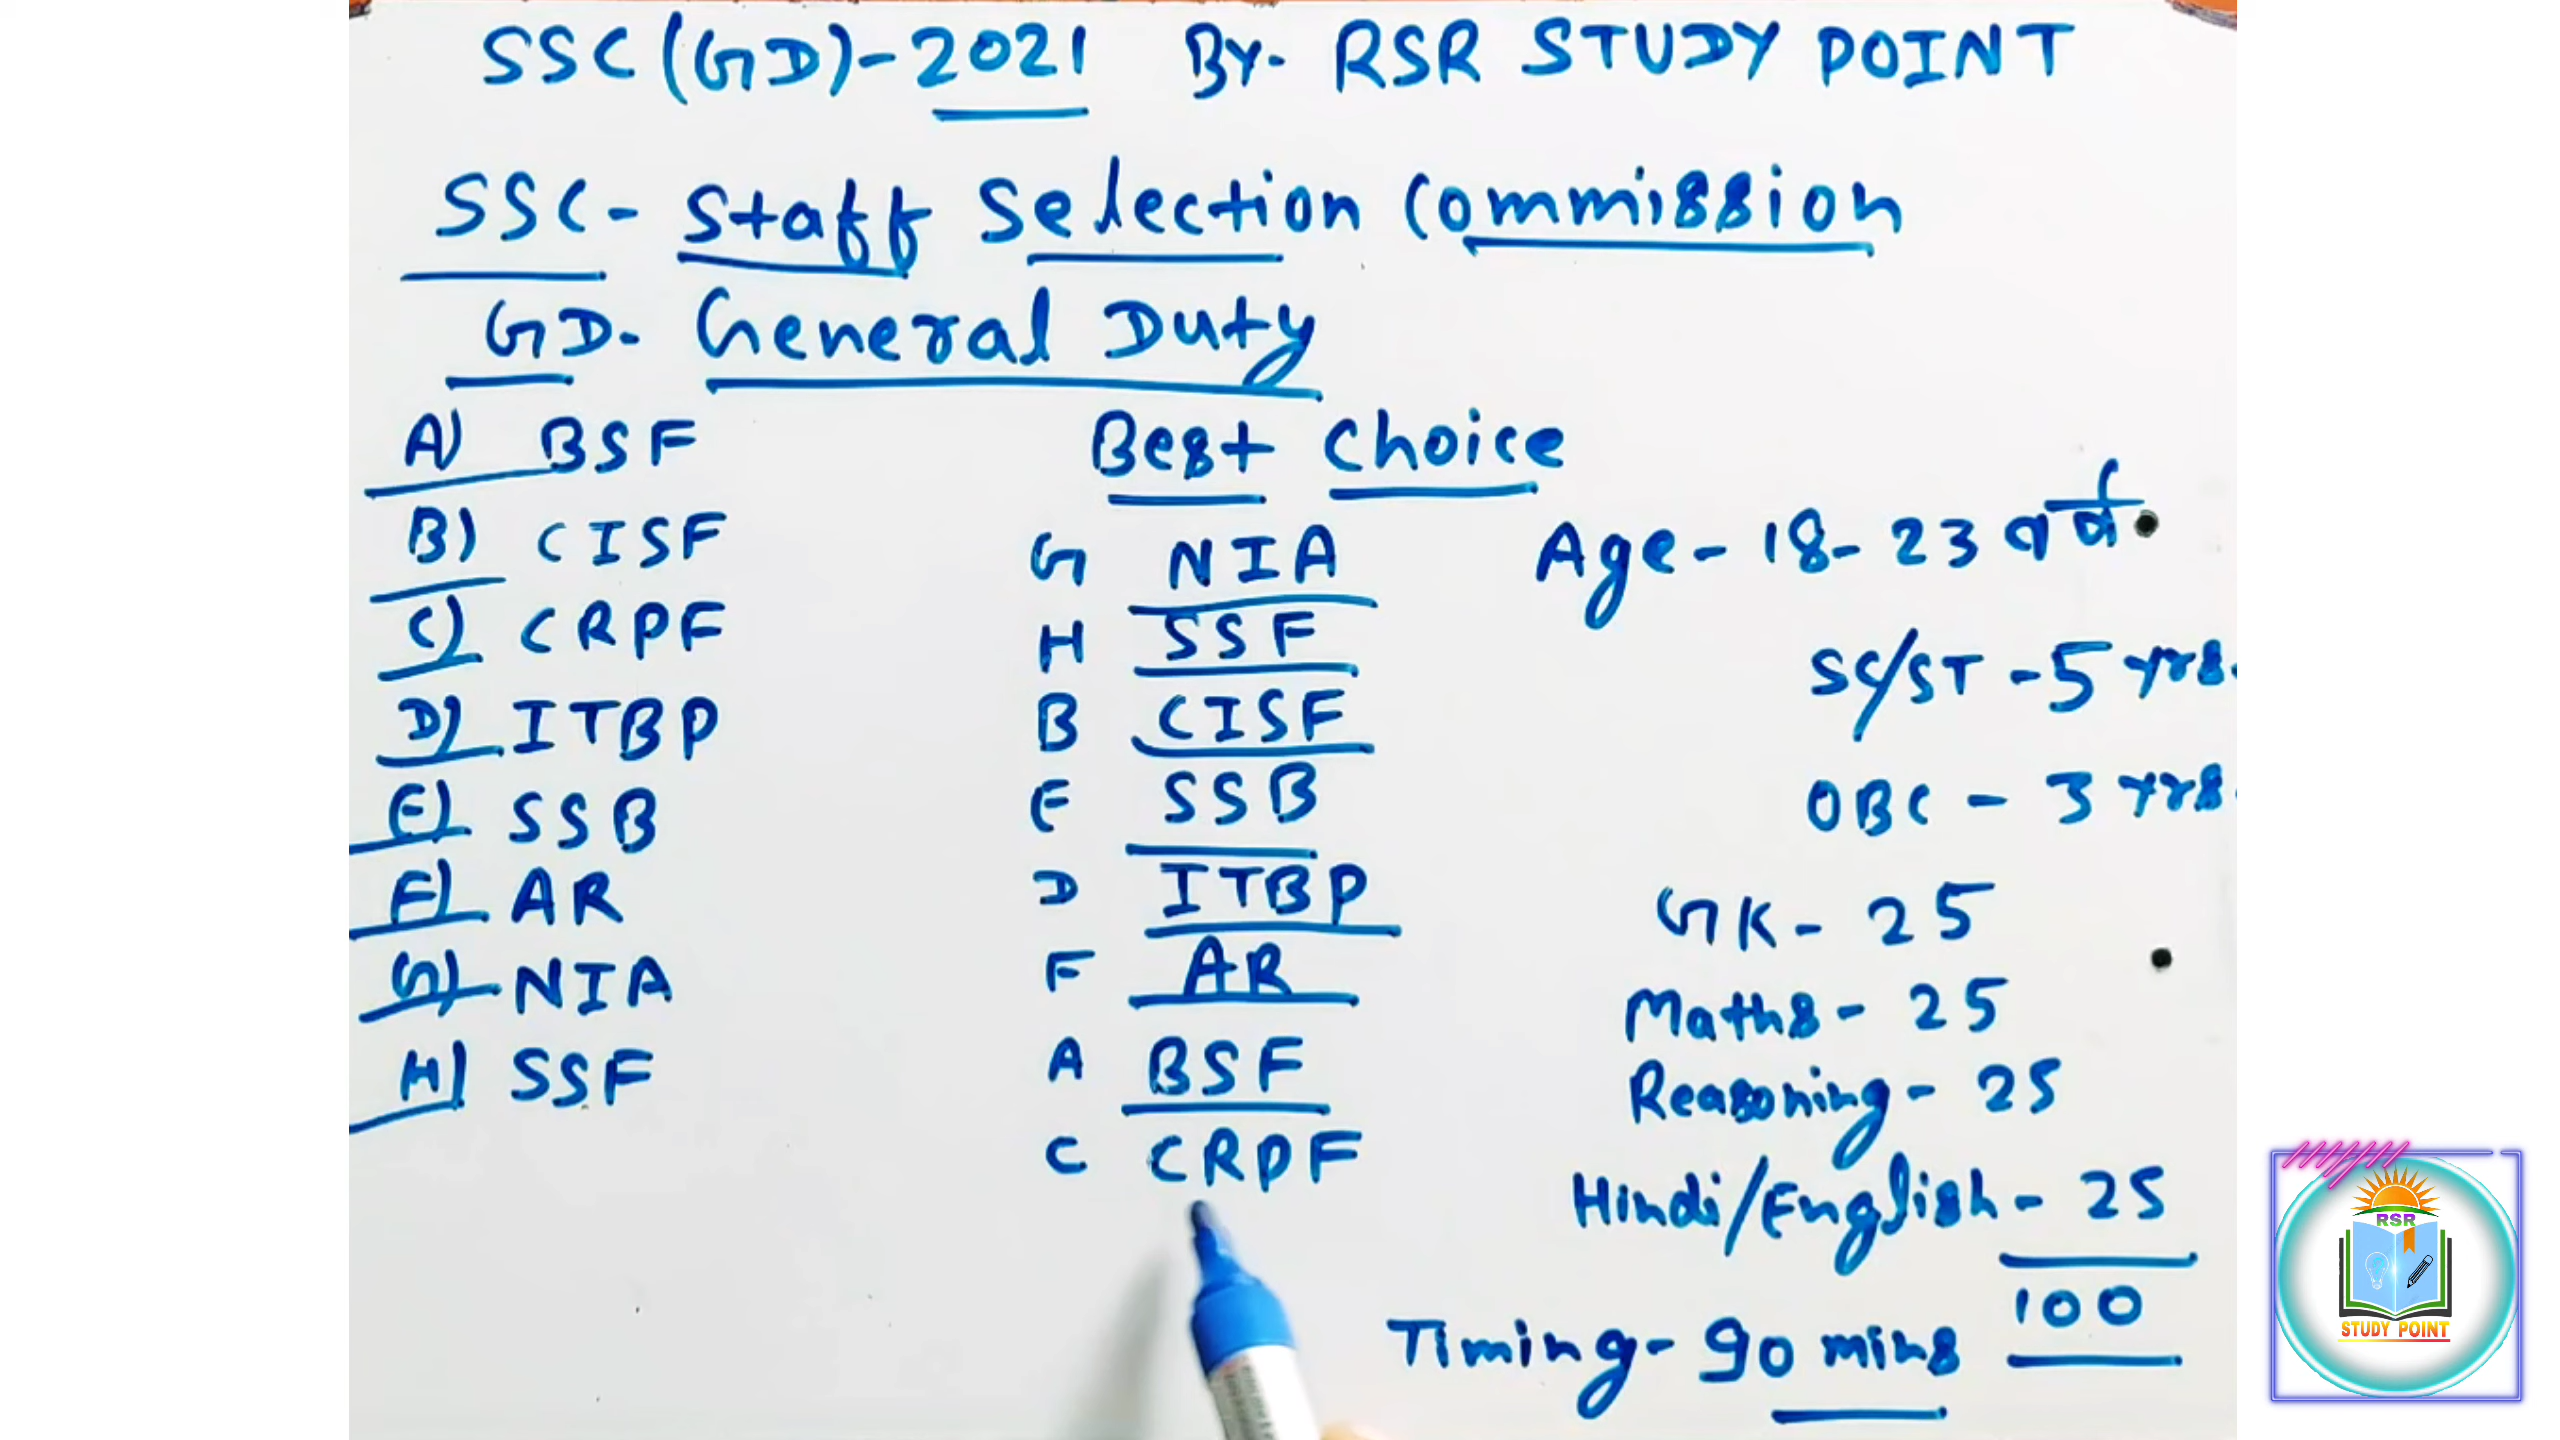 SSC (GD)-2021 BY- RSR STUDY POINT
SSC- Staff Selection Commission
GD- General Duty
A) BSF
B) CISF
C) CRPF
D) ITBP
E) SSB
F) AR
G) NIA
H) SSF
Best Choice
G NIA
H SSF
B CISF
E SSB
D ITBP
F AR
A BSF
C CRPF
Age- 18-23 वर्ष
SC/ST - 5 yrs.
OBC - 3 yrs.
GK- 25
Maths- 25
Reasoning- 25
Hindi/English- 25
100
Timing- 90 mins
RSR
STUDY POINT